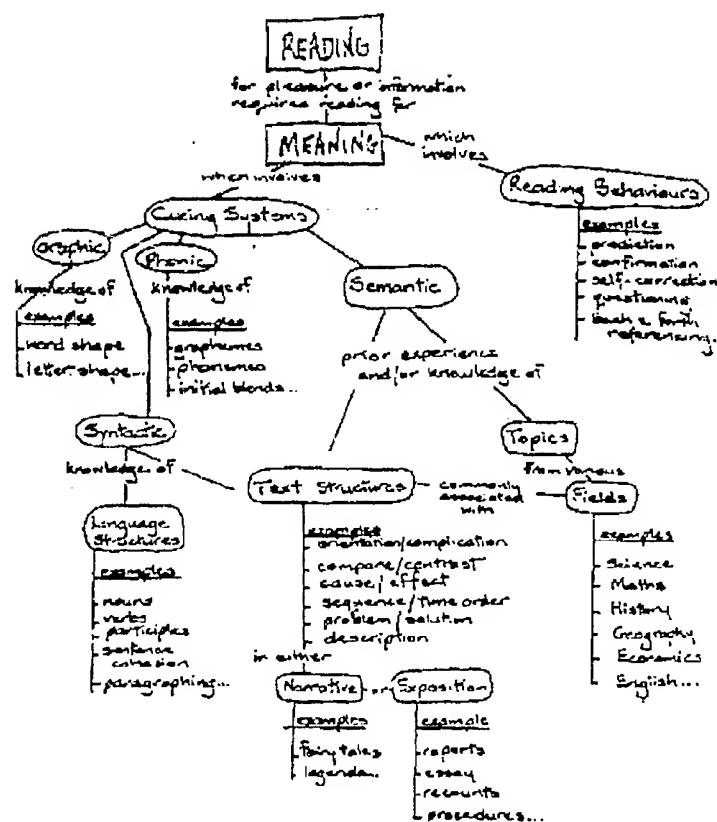 READING
for pleasure or information
requires reading for
MEANING
which
involves
which involves
Reading Behaviours
examples
prediction
confirmation
self-correction
questioning
back & forth
referencing...
Cueing Systems
Graphic
knowledge of
examples
word shape
letter shape...
Phonic
knowledge of
examples
graphemes
phonemes
initial blends...
Semantic
prior experience
and/or knowledge of
Syntactic
knowledge of
Language
Structures
examples
nouns
verbs
participles
sentence
cohesion
paragraphing...
Text Structures
examples
orientation/complication
compare/contrast
cause/effect
sequence/time order
problem/solution
description
in either
Narrative
examples
fairy tales
legends...
or
Exposition
example
reports
essay
recounts
procedures...
commonly
associated
with
Topics
from various
Fields
examples
Science
Maths
History
Geography
Economics
English...